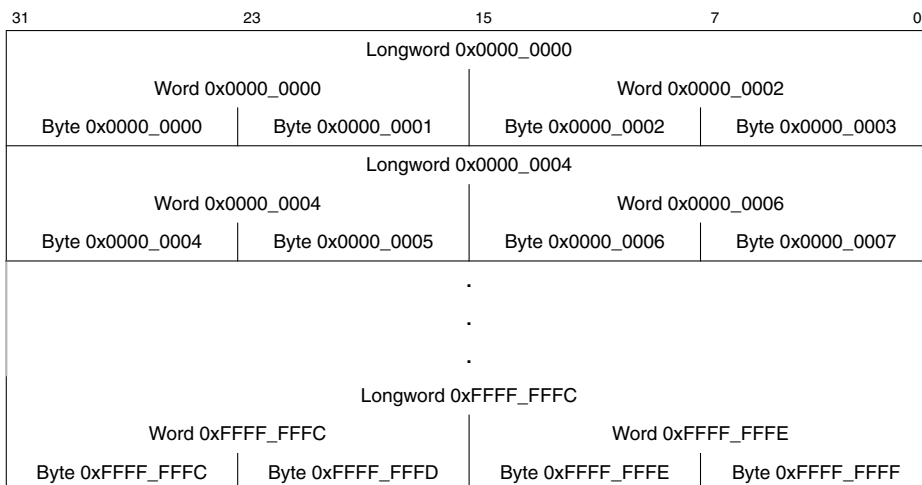 31 23 15 7 0
Longword 0x0000_0000
Word 0x0000_0000 Word 0x0000_0002
Byte 0x0000_0000 Byte 0x0000_0001 Byte 0x0000_0002 Byte 0x0000_0003
Longword 0x0000_0004
Word 0x0000_0004 Word 0x0000_0006
Byte 0x0000_0004 Byte 0x0000_0005 Byte 0x0000_0006 Byte 0x0000_0007
.
.
.
Longword 0xFFFF_FFFC
Word 0xFFFF_FFFC Word 0xFFFF_FFFE
Byte 0xFFFF_FFFC Byte 0xFFFF_FFFD Byte 0xFFFF_FFFE Byte 0xFFFF_FFFF